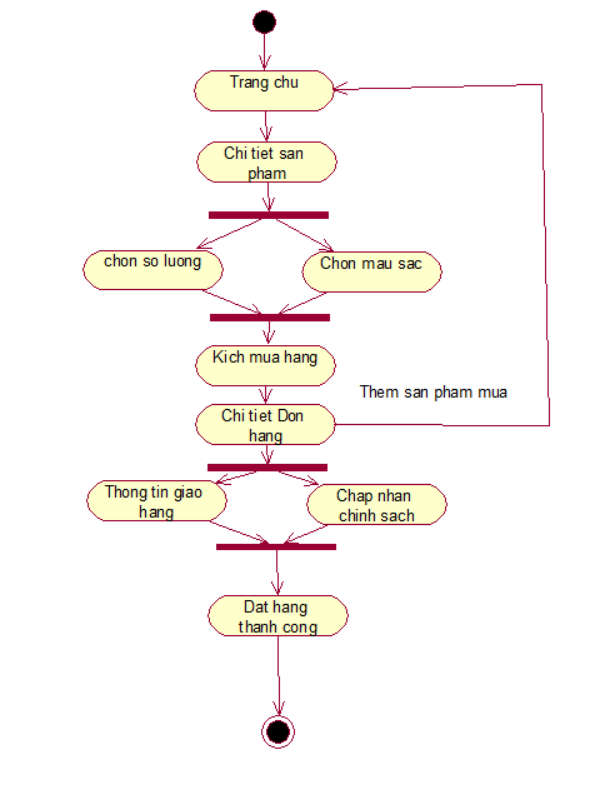 Trang chu
Chi tiet san
pham
chon so luong
Chon mau sac
Kich mua hang
Them san pham mua
Chi tiet Don
hang
Thong tin giao
hang
Chap nhan
chinh sach
Dat hang
thanh cong